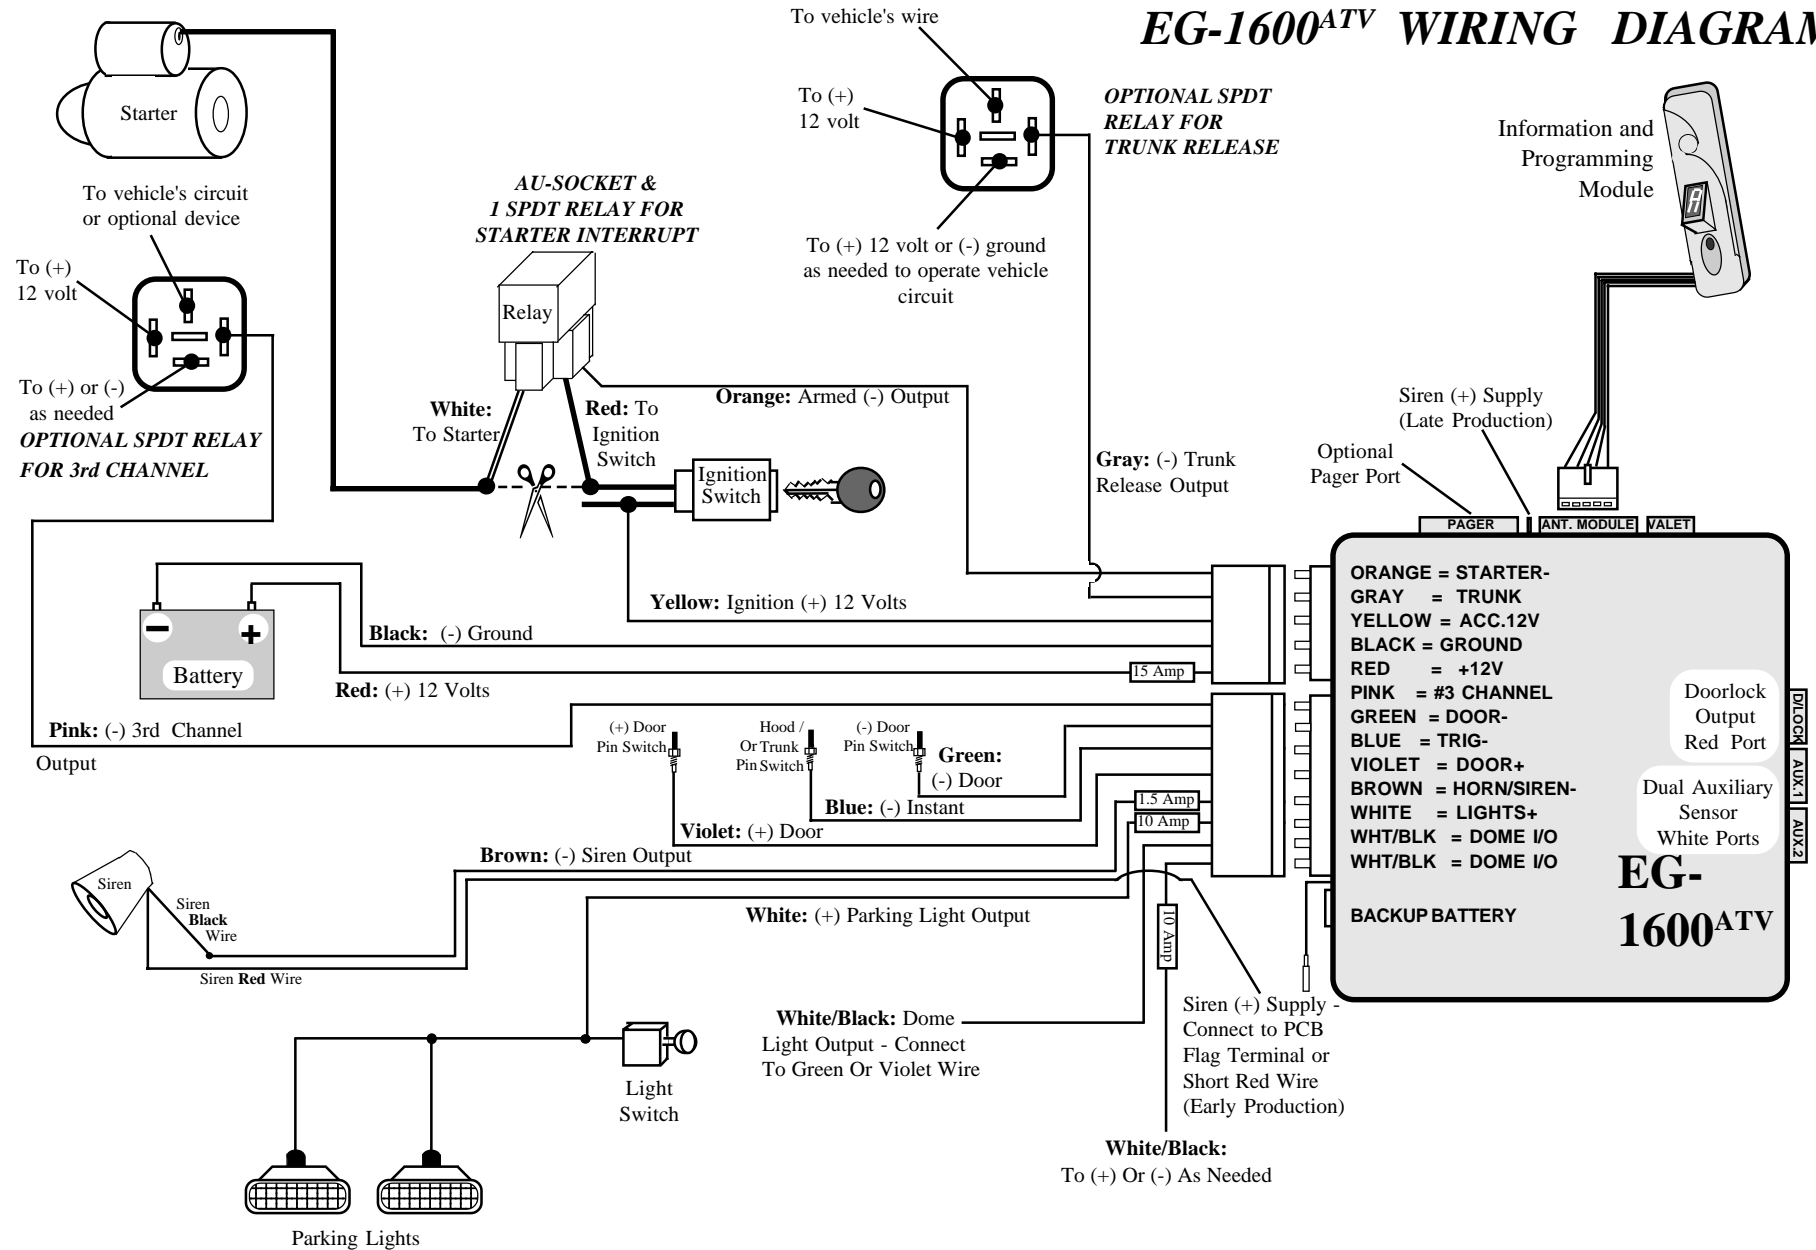 EG-1600ATV WIRING DIAGRAM
To vehicle's wire
To (+)
12 volt
OPTIONAL SPDT
RELAY FOR
TRUNK RELEASE
Information and
Programming
Module
Starter
To vehicle's circuit
or optional device
AU-SOCKET &
1 SPDT RELAY FOR
STARTER INTERRUPT
To (+) 12 volt or (-) ground
as needed to operate vehicle
circuit
To (+)
12 volt
Relay
To (+) or (-)
as needed
OPTIONAL SPDT RELAY
FOR 3rd CHANNEL
White:
To Starter
Red: To
Ignition
Switch
Orange: Armed (-) Output
Ignition
Switch
Gray: (-) Trunk
Release Output
Siren (+) Supply
(Late Production)
Optional
Pager Port
PAGER
ANT. MODULE
VALET
Yellow: Ignition (+) 12 Volts
Black: (-) Ground
Battery
Red: (+) 12 Volts
15 Amp
Pink: (-) 3rd Channel
Output
(+) Door
Pin Switch
Hood /
Or Trunk
Pin Switch
(-) Door
Pin Switch
Green:
(-) Door
Blue: (-) Instant
Violet: (+) Door
1.5 Amp
10 Amp
Brown: (-) Siren Output
Siren
Siren
Black
Wire
Siren Red Wire
White: (+) Parking Light Output
10 Amp
ORANGE = STARTER-
GRAY = TRUNK
YELLOW = ACC.12V
BLACK = GROUND
RED = +12V
PINK = #3 CHANNEL
GREEN = DOOR-
BLUE = TRIG-
VIOLET = DOOR+
BROWN = HORN/SIREN-
WHITE = LIGHTS+
WHT/BLK = DOME I/O
WHT/BLK = DOME I/O
BACKUP BATTERY
Doorlock
Output
Red Port
Dual Auxiliary
Sensor
White Ports
D/LOCK
AUX.1
AUX.2
EG-
1600ATV
White/Black: Dome
Light Output - Connect
To Green Or Violet Wire
Siren (+) Supply -
Connect to PCB
Flag Terminal or
Short Red Wire
(Early Production)
Light
Switch
White/Black:
To (+) Or (-) As Needed
Parking Lights